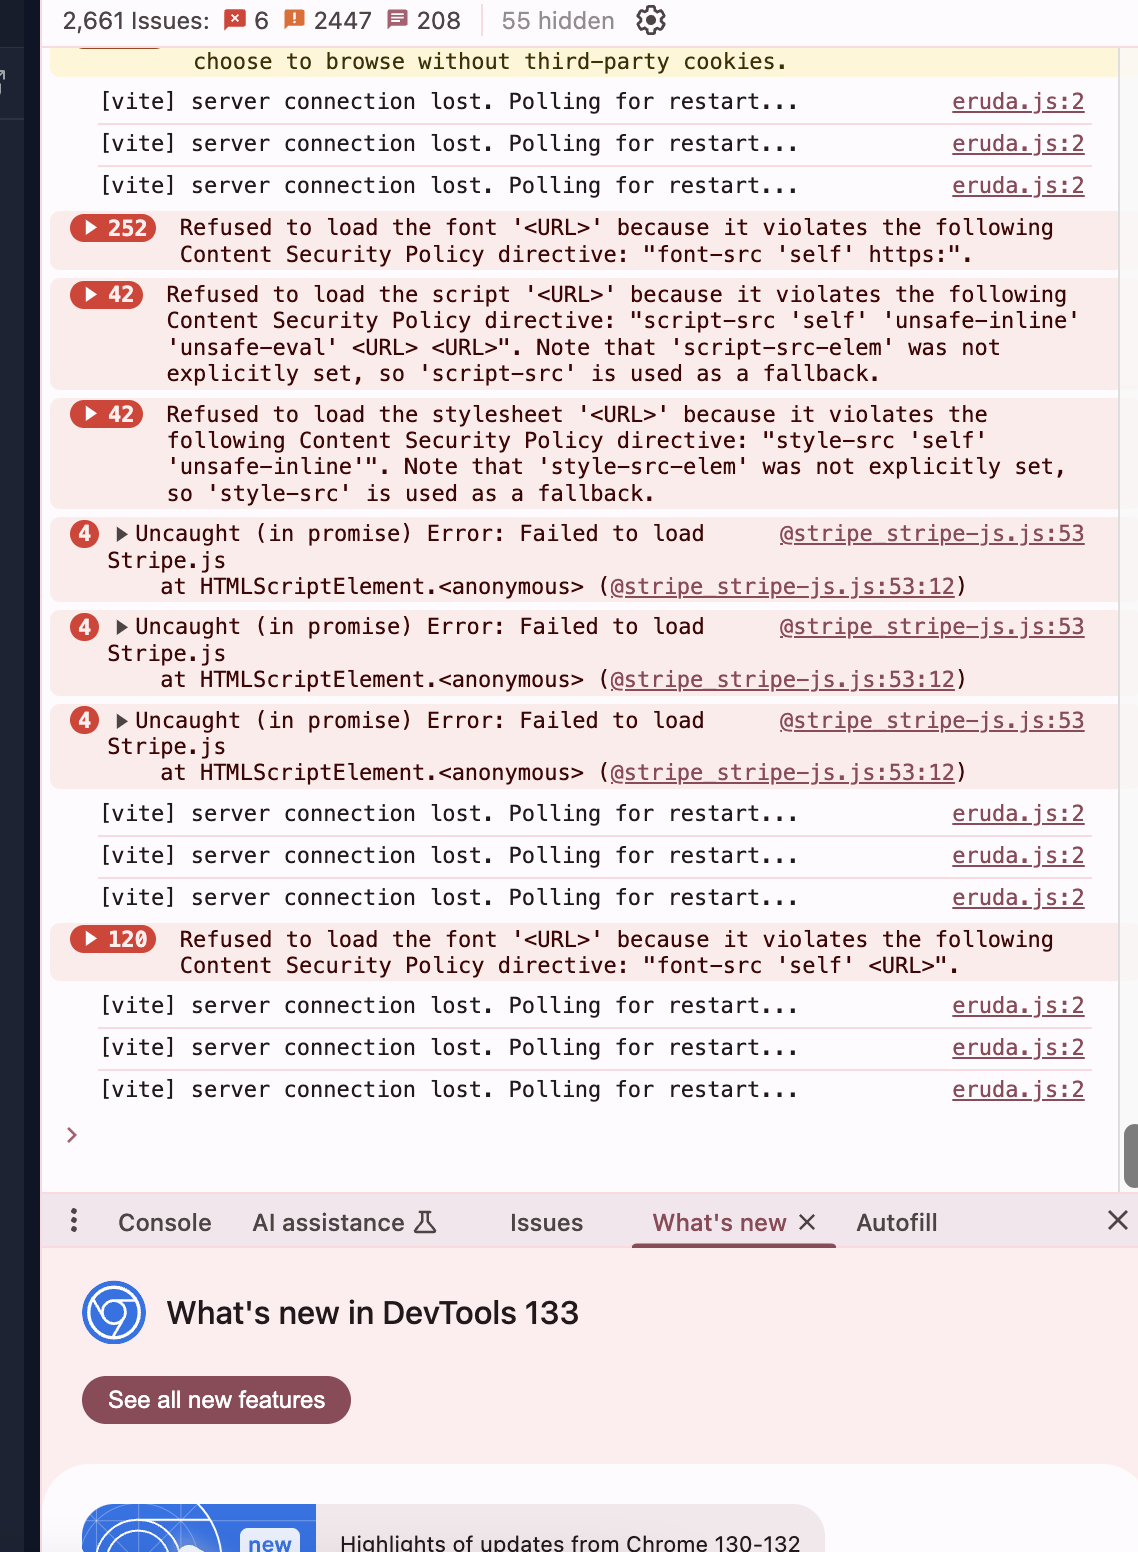 2,661 Issues: 6 2447 208 55 hidden
choose to browse without third-party cookies.
[vite] server connection lost. Polling for restart... eruda.js:2
[vite] server connection lost. Polling for restart... eruda.js:2
[vite] server connection lost. Polling for restart... eruda.js:2
252 Refused to load the font '<URL>' because it violates the following
Content Security Policy directive: "font-src 'self' https:".
42 Refused to load the script '<URL>' because it violates the following
Content Security Policy directive: "script-src 'self' 'unsafe-inline'
'unsafe-eval' <URL> <URL>". Note that 'script-src-elem' was not
explicitly set, so 'script-src' is used as a fallback.
42 Refused to load the stylesheet '<URL>' because it violates the
following Content Security Policy directive: "style-src 'self'
'unsafe-inline'". Note that 'style-src-elem' was not explicitly set,
so 'style-src' is used as a fallback.
4 Uncaught (in promise) Error: Failed to load @stripe_stripe-js.js:53
Stripe.js
at HTMLScriptElement.<anonymous> (@stripe_stripe-js.js:53:12)
4 Uncaught (in promise) Error: Failed to load @stripe_stripe-js.js:53
Stripe.js
at HTMLScriptElement.<anonymous> (@stripe_stripe-js.js:53:12)
4 Uncaught (in promise) Error: Failed to load @stripe_stripe-js.js:53
Stripe.js
at HTMLScriptElement.<anonymous> (@stripe_stripe-js.js:53:12)
[vite] server connection lost. Polling for restart... eruda.js:2
[vite] server connection lost. Polling for restart... eruda.js:2
[vite] server connection lost. Polling for restart... eruda.js:2
120 Refused to load the font '<URL>' because it violates the following
Content Security Policy directive: "font-src 'self' <URL>".
[vite] server connection lost. Polling for restart... eruda.js:2
[vite] server connection lost. Polling for restart... eruda.js:2
[vite] server connection lost. Polling for restart... eruda.js:2
Console AI assistance Issues What's new Autofill
What's new in DevTools 133
See all new features
new Highlights of updates from Chrome 130-132